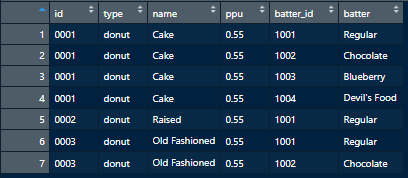 id type name ppu batter_id batter
1 0001 donut Cake 0.55 1001 Regular
2 0001 donut Cake 0.55 1002 Chocolate
3 0001 donut Cake 0.55 1003 Blueberry
4 0001 donut Cake 0.55 1004 Devil's Food
5 0002 donut Raised 0.55 1001 Regular
6 0003 donut Old Fashioned 0.55 1001 Regular
7 0003 donut Old Fashioned 0.55 1002 Chocolate